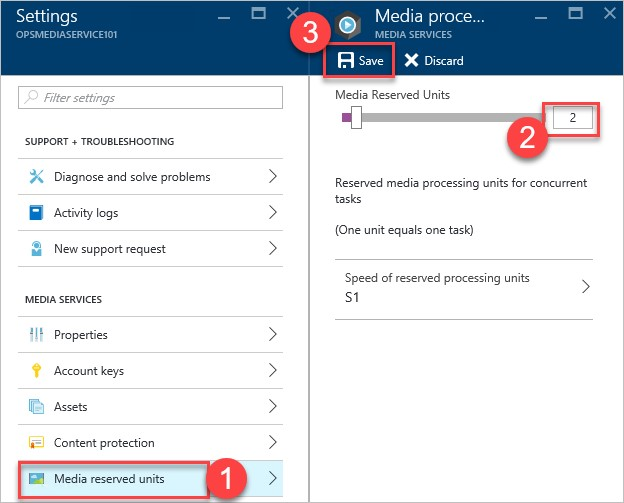 Settings
OPSMEDIASERVICE101
Filter settings
SUPPORT + TROUBLESHOOTING
Diagnose and solve problems
Activity logs
New support request
MEDIA SERVICES
Properties
Account keys
Assets
Content protection
Media reserved units
1
3
Media proce...
MEDIA SERVICES
Save
Discard
Media Reserved Units
2
2
Reserved media processing units for concurrent
tasks
(One unit equals one task)
Speed of reserved processing units
S1